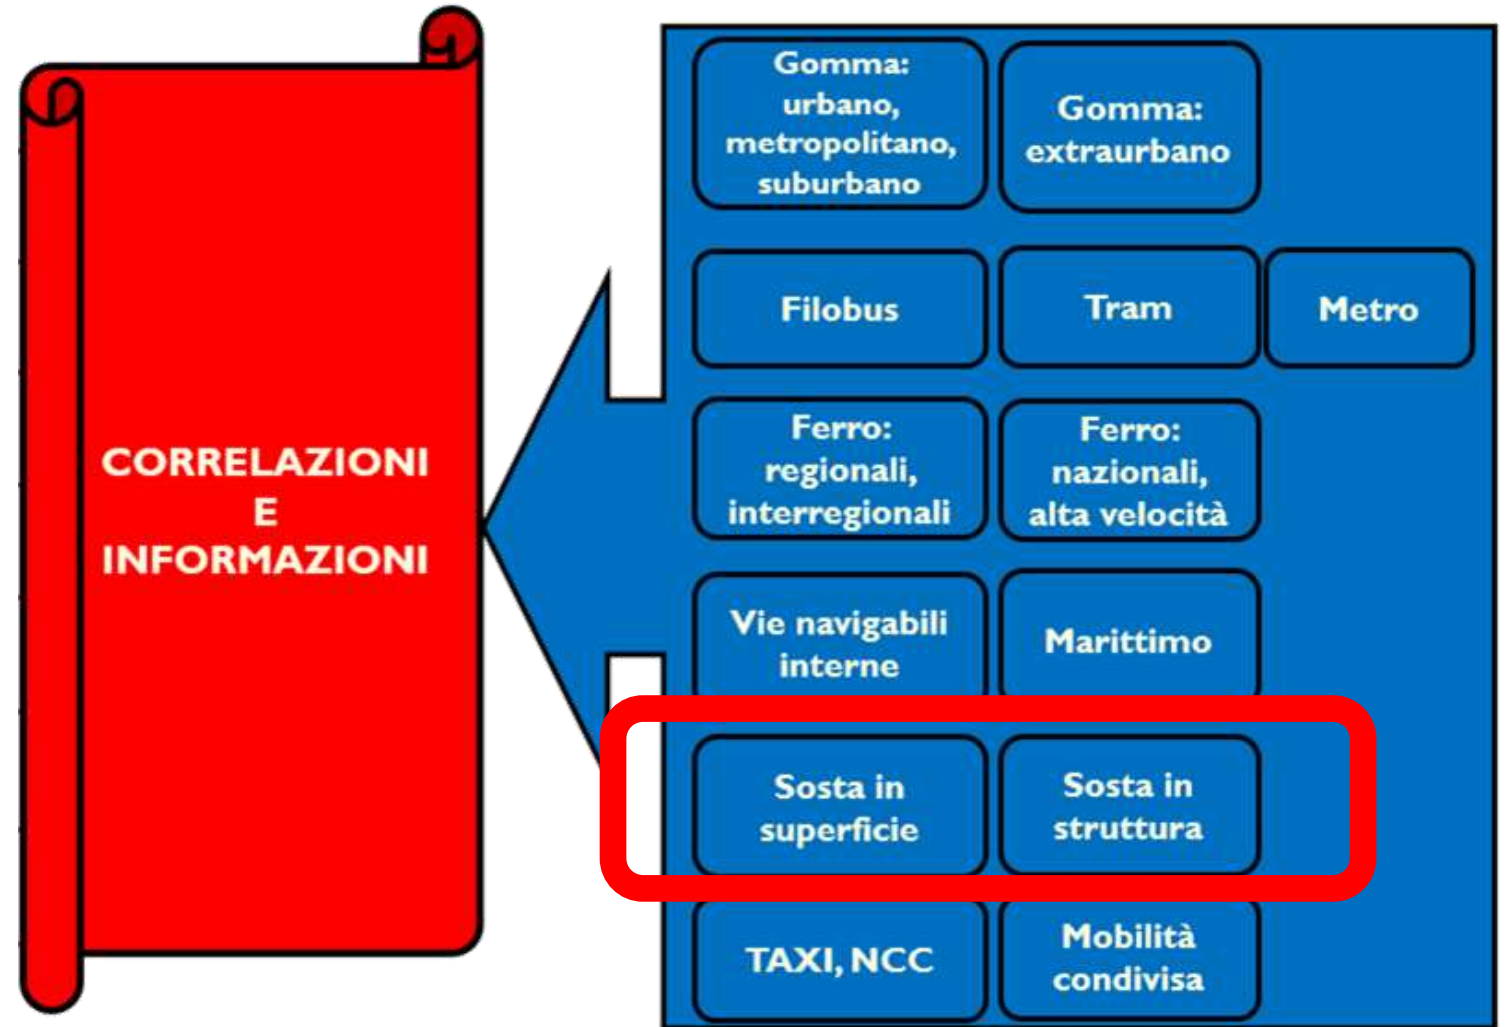 CORRELAZIONI
E
INFORMAZIONI
Gomma:
urbano,
metropolitano,
suburbano
Gomma:
extraurbano
Filobus
Tram
Metro
Ferro:
regionali,
interregionali
Ferro:
nazionali,
alta velocità
Vie navigabili
interne
Marittimo
Sosta in
superficie
Sosta in
struttura
TAXI, NCC
Mobilità
condivisa